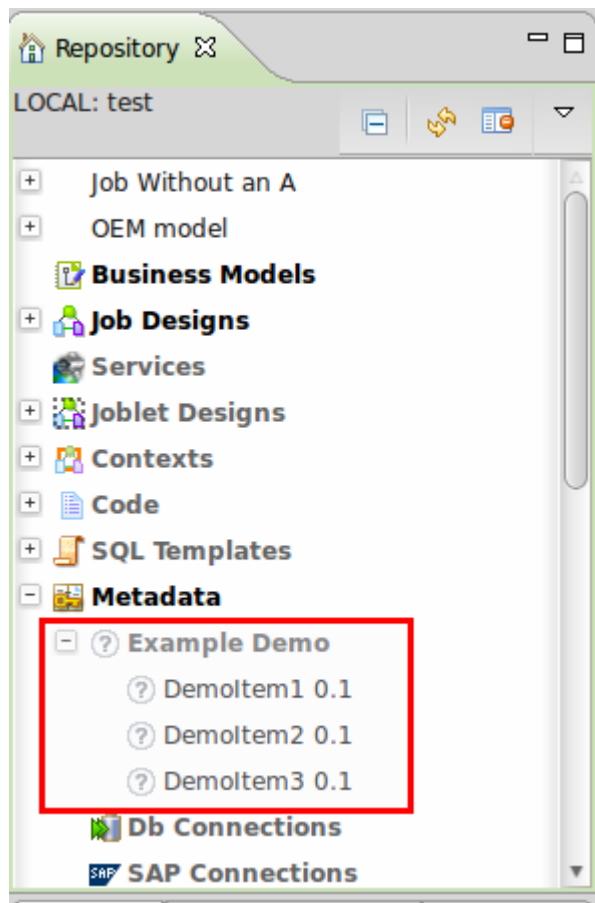 Repository
LOCAL: test
Job Without an A
OEM model
Business Models
Job Designs
Services
Joblet Designs
Contexts
Code
SQL Templates
Metadata
Example Demo
DemoItem1 0.1
DemoItem2 0.1
DemoItem3 0.1
Db Connections
SAP SAP Connections